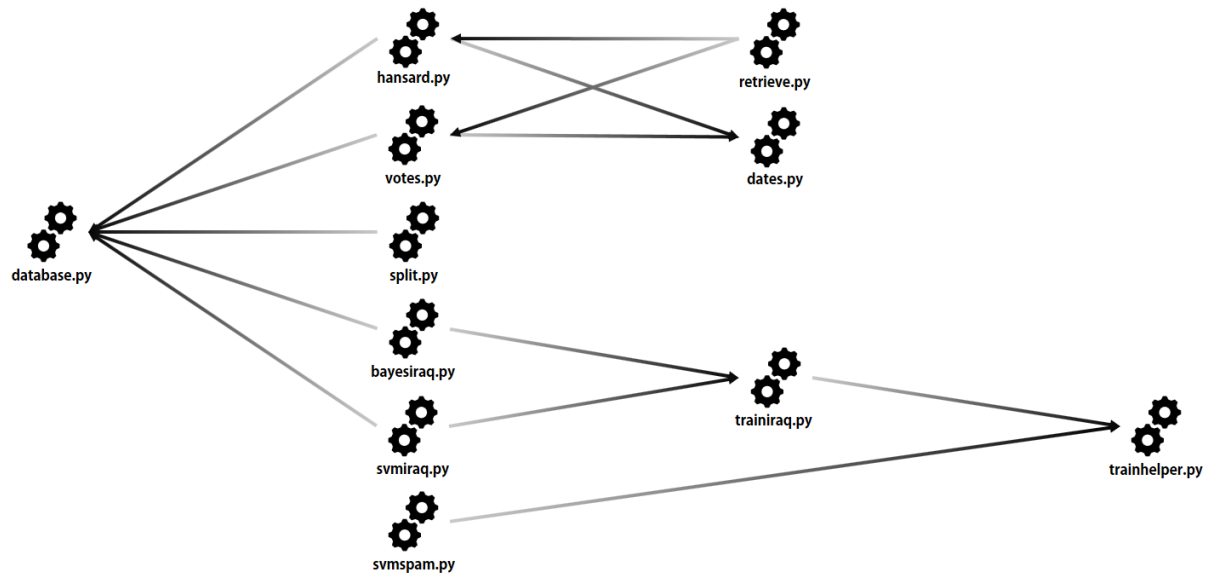 hansard.py
retrieve.py
votes.py
dates.py
database.py
split.py
bayesiraq.py
trainiraq.py
svmiraq.py
trainhelper.py
svmspam.py